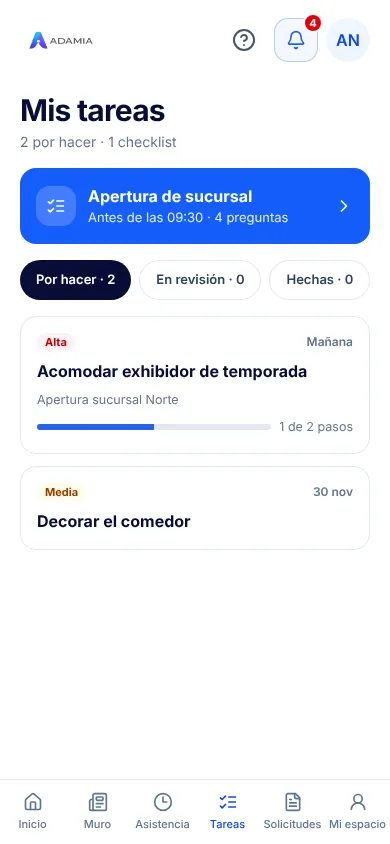 ADAMIA
4
AN
Mis tareas
2 por hacer · 1 checklist
Apertura de sucursal
Antes de las 09:30 · 4 preguntas
Por hacer · 2
En revisión · 0
Hechas · 0
Alta
Mañana
Acomodar exhibidor de temporada
Apertura sucursal Norte
1 de 2 pasos
Media
30 nov
Decorar el comedor
Inicio
Muro
Asistencia
Tareas
Solicitudes
Mi espacio